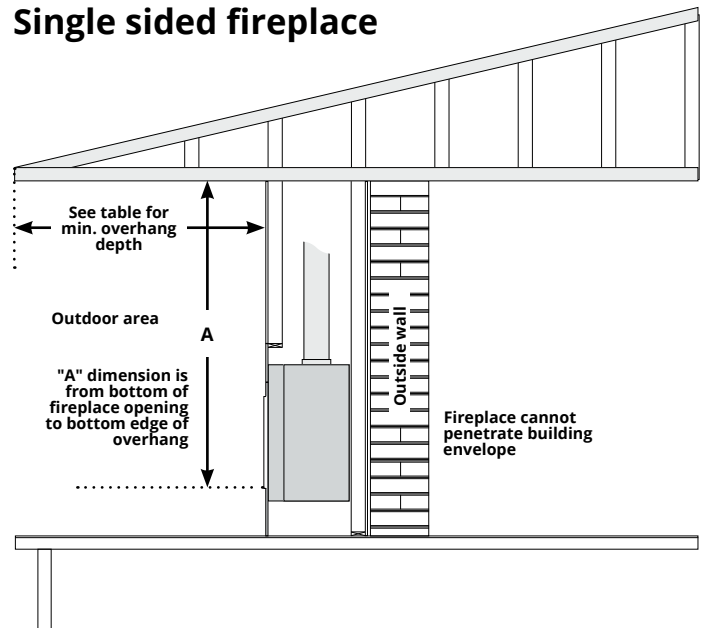 Single sided fireplace
See table for
min. overhang
depth
Outdoor area
A
"A" dimension is
from bottom of
fireplace opening
to bottom edge of
overhang
Outside wall
Fireplace cannot
penetrate building
envelope